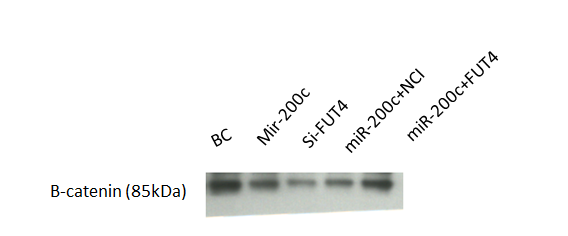 BC
Mir-200c
Si-FUT4
miR-200c+NCI
miR-200c+FUT4
B-catenin (85kDa)